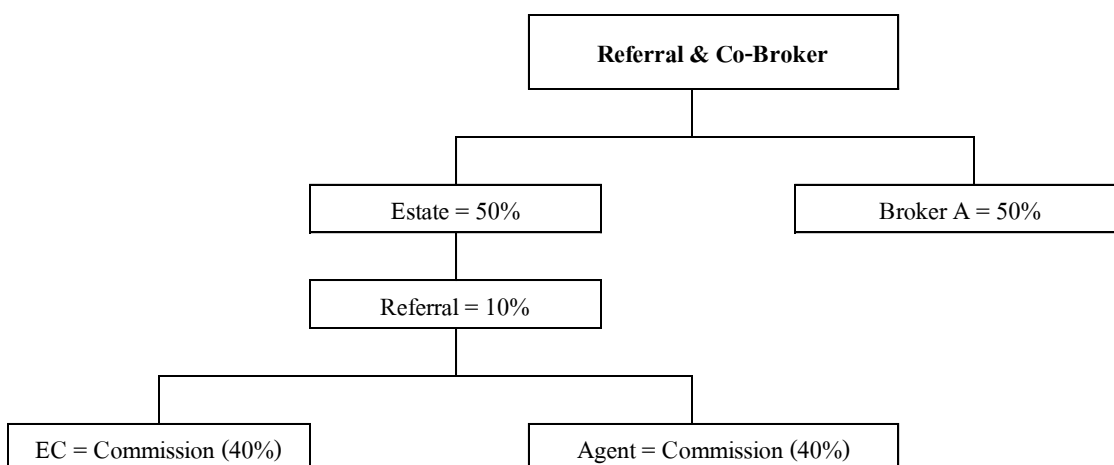 Referral & Co-Broker
Estate = 50%
Broker A = 50%
Referral = 10%
EC = Commission (40%)
Agent = Commission (40%)